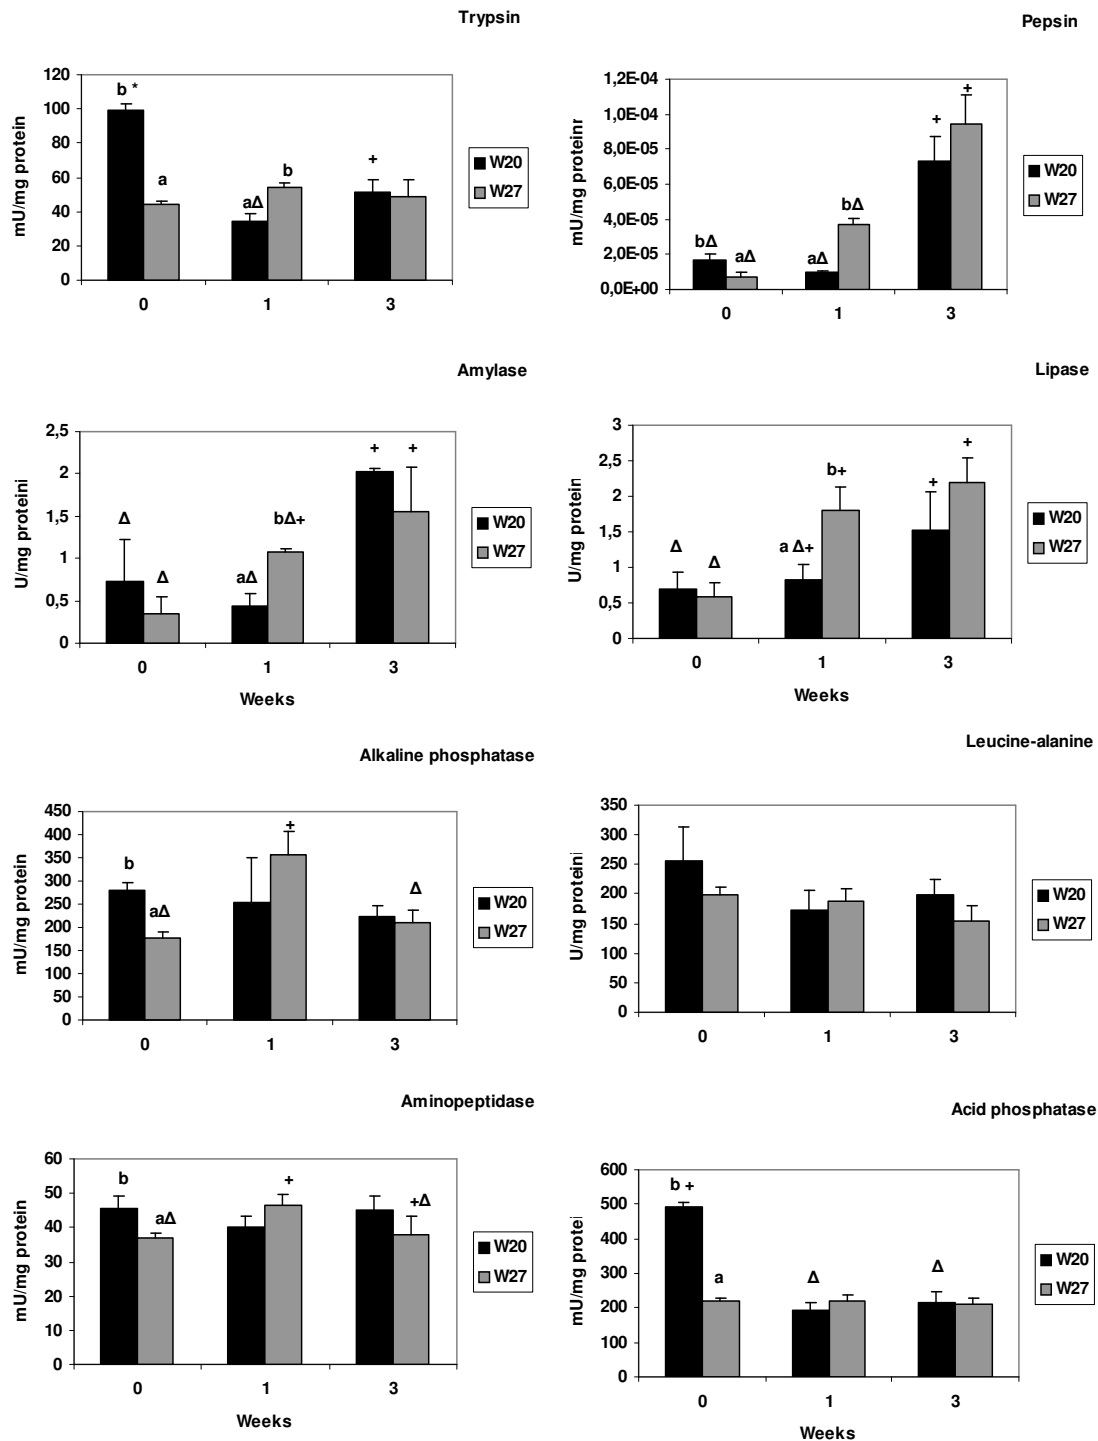 Trypsin
mU/mg protein
120
100
80
60
40
20
0
b *
a
aΔ
b
+
0
1
3
W20
W27
Pepsin
mU/mg proteinr
1,2E-04
1,0E-04
8,0E-05
6,0E-05
4,0E-05
2,0E-05
0,0E+00
bΔ
aΔ
aΔ
bΔ
+
+
0
1
3
W20
W27
Amylase
U/mg proteini
2,5
2
1,5
1
0,5
0
Δ
Δ
aΔ
bΔ+
+
+
0
1
3
Weeks
W20
W27
Lipase
U/mg protein
3
2,5
2
1,5
1
0,5
0
Δ
Δ
a Δ+
b+
+
+
0
1
3
Weeks
W20
W27
Alkaline phosphatase
mU/mg protein
450
400
350
300
250
200
150
100
50
0
b
aΔ
+
Δ
0
1
3
W20
W27
Leucine-alanine
U/mg proteini
350
300
250
200
150
100
50
0
0
1
3
W20
W27
Aminopeptidase
mU/mg protein
60
50
40
30
20
10
0
b
aΔ
+
+Δ
0
1
3
Weeks
W20
W27
Acid phosphatase
mU/mg protei
600
500
400
300
200
100
0
b +
a
Δ
Δ
0
1
3
Weeks
W20
W27